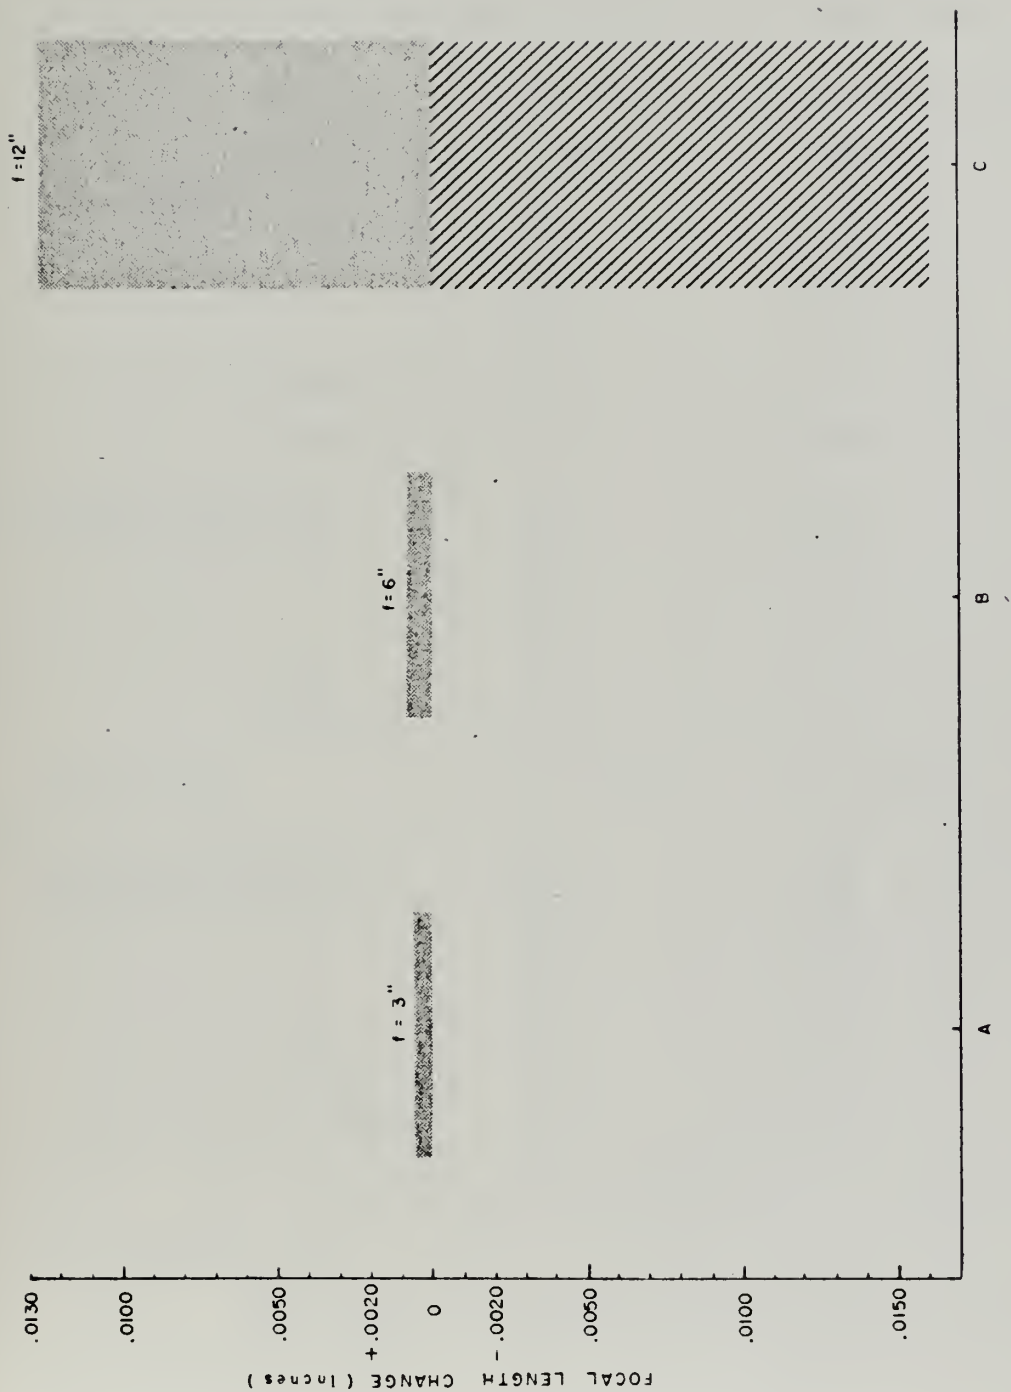 f = 12"
f = 6"
f = 3"
.0130
.0100
.0050
+.0020
0
-.0020
.0050
.0100
.0150
FOCAL LENGTH CHANGE (Inches)
A
B
C